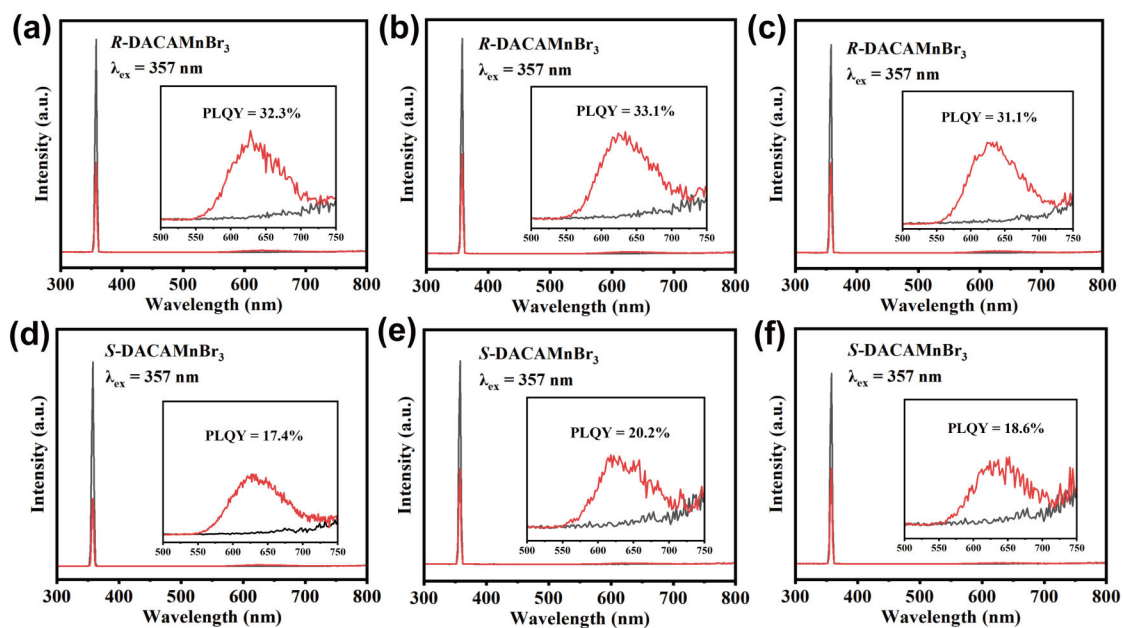 (a)
R-DACAMnBr3
λex = 357 nm
PLQY = 32.3%
500 550 600 650 700 750
Intensity (a.u.)
300 400 500 600 700 800
Wavelength (nm)
(b)
R-DACAMnBr3
λex = 357 nm
PLQY = 33.1%
500 550 600 650 700 750
Intensity (a.u.)
400 500 600 700 800
Wavelength (nm)
(c)
R-DACAMnBr3
λex = 357 nm
PLQY = 31.1%
500 550 600 650 700 750
Intensity (a.u.)
300 400 500 600 700 800
Wavelength (nm)
(d)
S-DACAMnBr3
λex = 357 nm
PLQY = 17.4%
500 550 600 650 700 750
Intensity (a.u.)
300 400 500 600 700 800
Wavelength (nm)
(e)
S-DACAMnBr3
λex = 357 nm
PLQY = 20.2%
500 550 600 650 700 750
Intensity (a.u.)
300 400 500 600 700 800
Wavelength (nm)
(f)
S-DACAMnBr3
λex = 357 nm
PLQY = 18.6%
500 550 600 650 700 750
Intensity (a.u.)
300 400 500 600 700 800
Wavelength (nm)